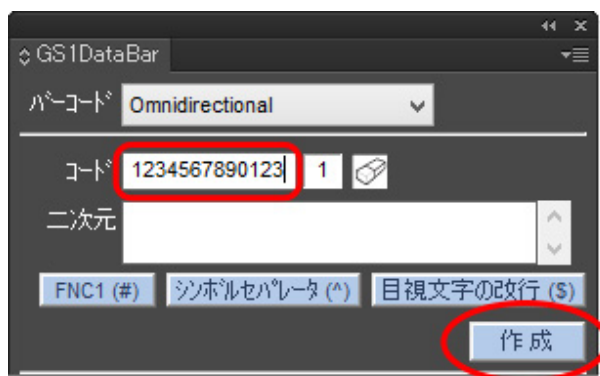 GS1DataBar
バーコード Omnidirectional
コード 1234567890123 1
二次元
FNC1 (#) シンボルセパレータ (^) 目視文字の改行 ($)
作成